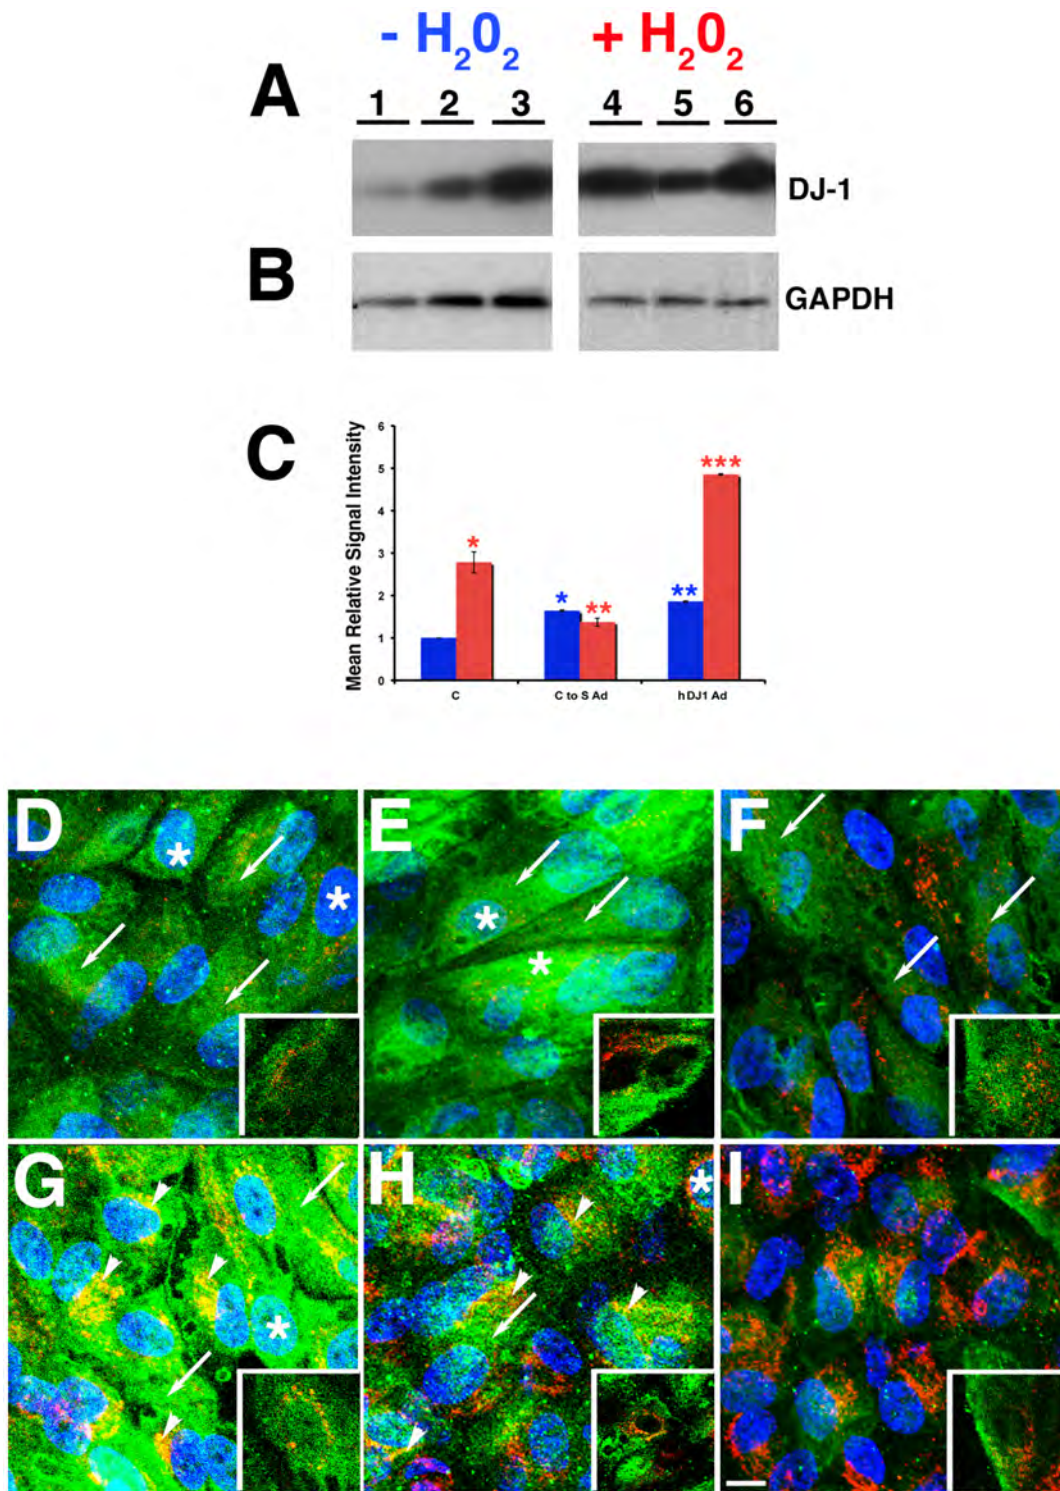 - H₂0₂ + H₂0₂
A 1 2 3 4 5 6
DJ-1
B GAPDH
C
Mean Relative Signal Intensity
6
5
4
3
2
1
0
*
*
**
**
***
C C to S Ad hDJ1 Ad
D * * E * * F
G * H * I